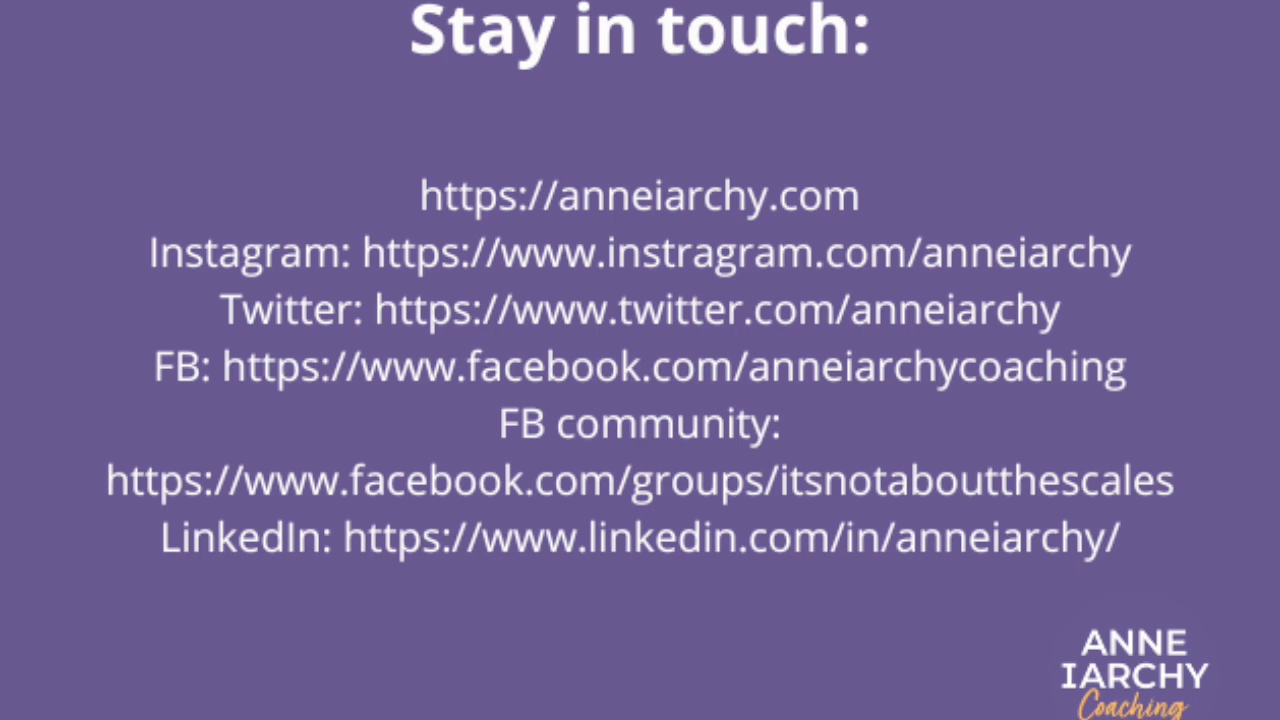 Stay in touch:
https://anneiarchy.com
Instagram: https://www.instragram.com/anneiarchy
Twitter: https://www.twitter.com/anneiarchy
FB: https://www.facebook.com/anneiarchycoaching
FB community:
https://www.facebook.com/groups/itsnotaboutthescales
LinkedIn: https://www.linkedin.com/in/anneiarchy/
ANNE
IARCHY
Coaching